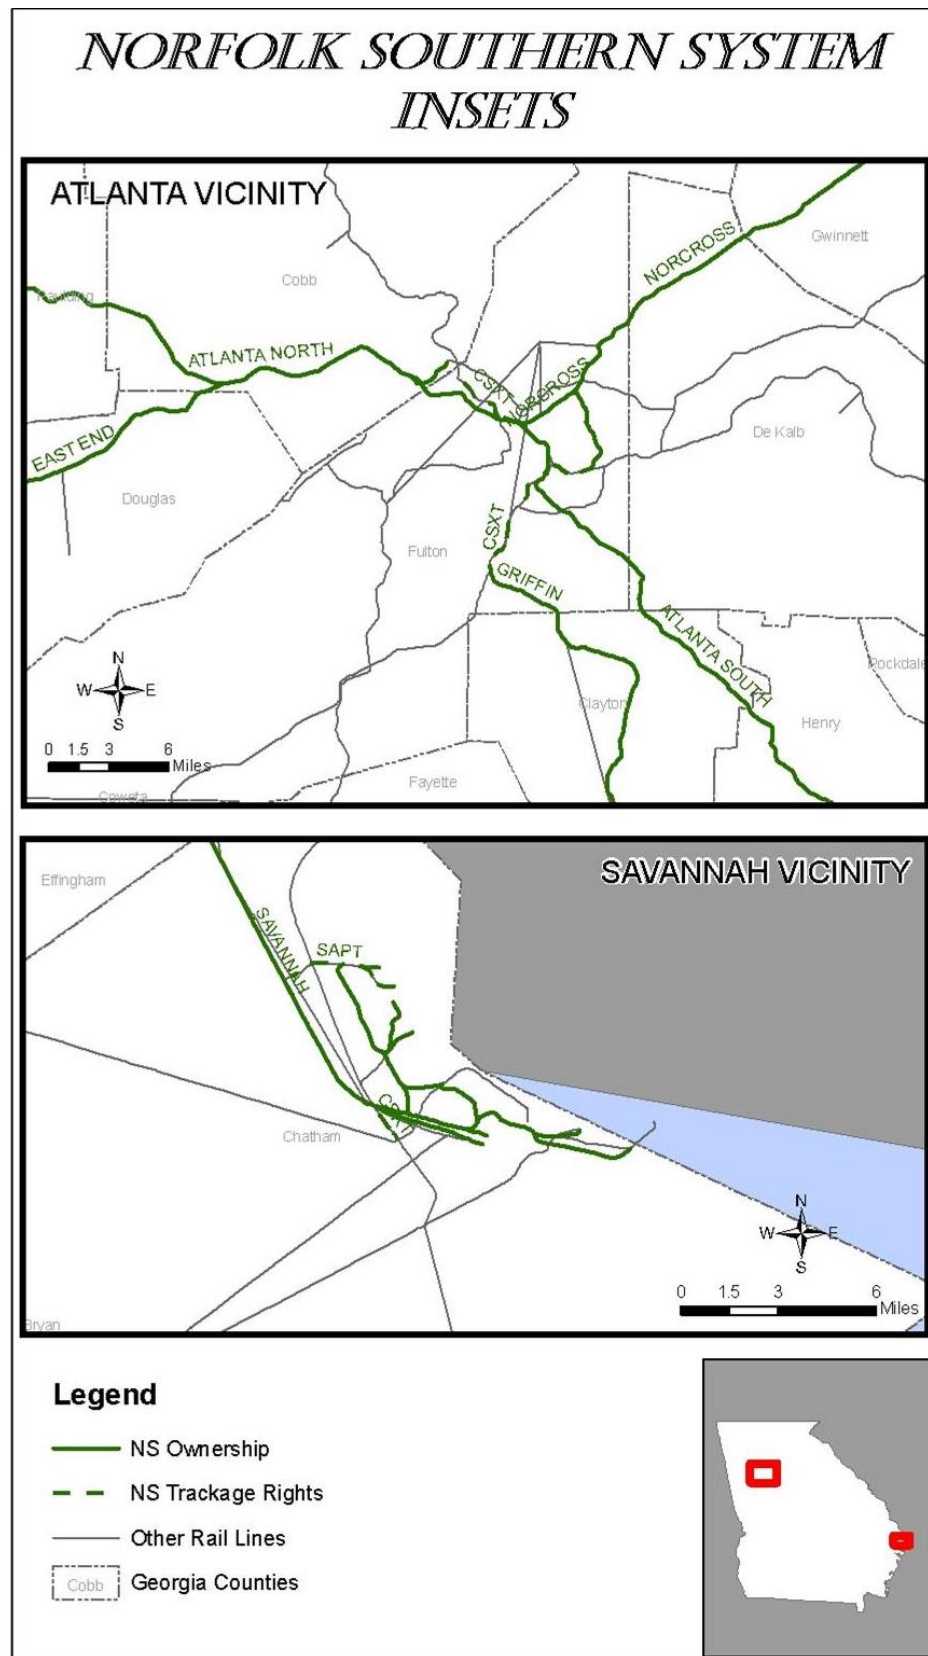 NORFOLK SOUTHERN SYSTEM
INSETS
ATLANTA VICINITY
Gwinnett
NORCROSS
Cobb
Paulding
ATLANTA NORTH
CSXT
NORCROSS
De Kalb
EAST END
Douglas
CSXT
Fulton
GRIFFIN
ATLANTA SOUTH
Rockdale
N
W E
S
Clayton
Henry
0 1.5 3 6
Miles
Fayette
Coweta
SAVANNAH VICINITY
Effingham
SAVANNAH
SAPT
Chatham
N
W E
S
0 1.5 3 6
Miles
Bryan
Legend
NS Ownership
NS Trackage Rights
Other Rail Lines
Cobb
Georgia Counties